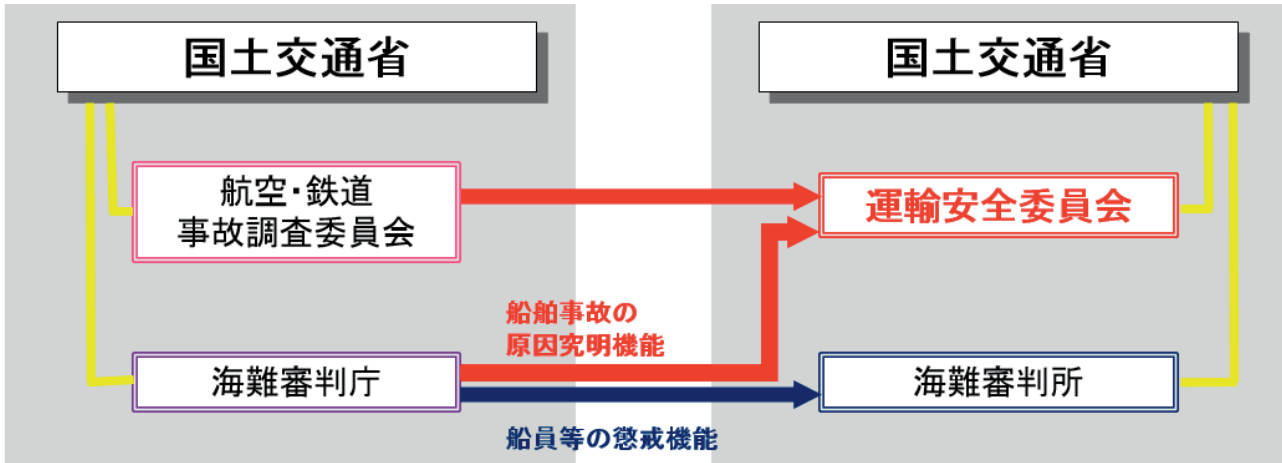 国土交通省
航空・鉄道
事故調査委員会
海難審判庁
船舶事故の
原因究明機能
船員等の懲戒機能
国土交通省
運輸安全委員会
海難審判所